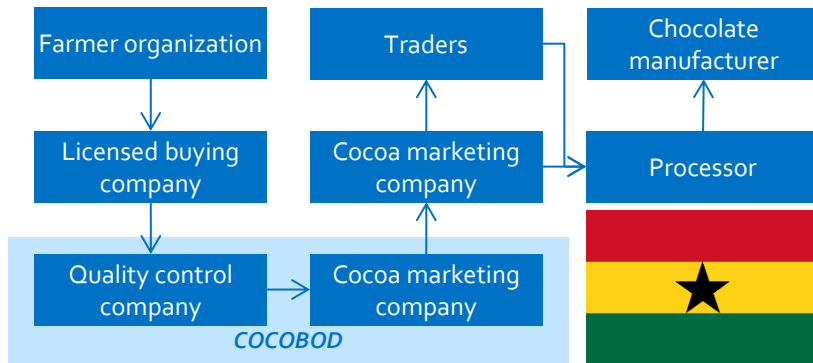 Farmer organization
Licensed buying
company
Quality control
company
Cocoa marketing
company
COCOBOD
Cocoa marketing
company
Traders
Processor
Chocolate
manufacturer